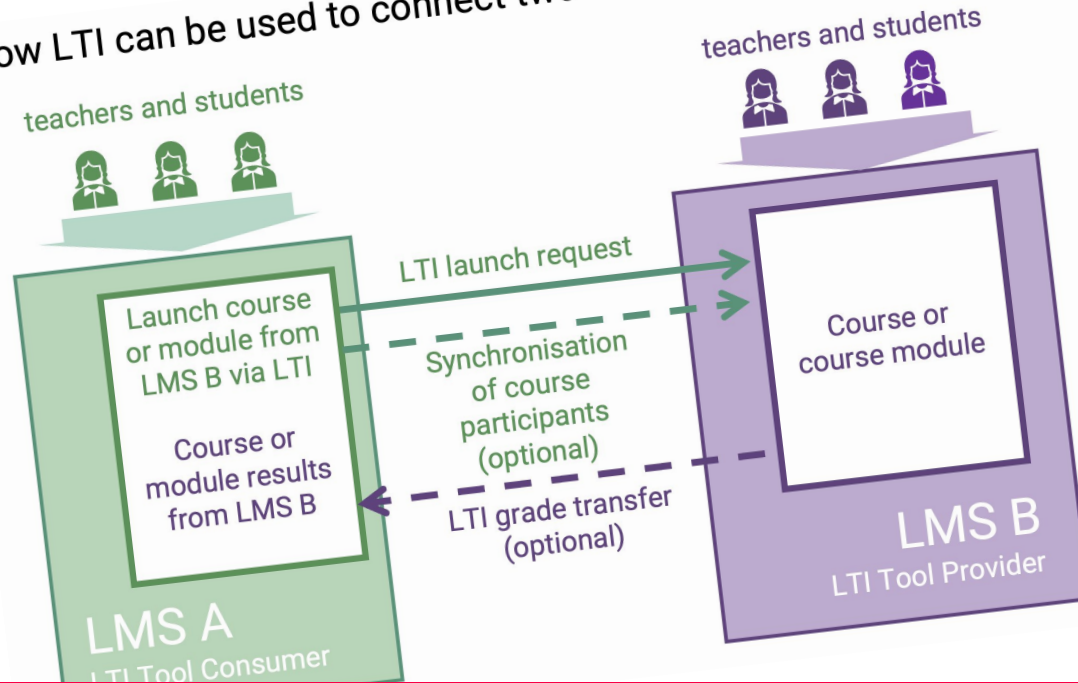 ow LTI can be used to connect two
teachers and students
teachers and students
LTI launch request
Launch course
or module from
LMS B via LTI
Course or
module results
from LMS B
Synchronisation
of course
participants
(optional)
LTI grade transfer
(optional)
Course or
course module
LMS B
LTI Tool Provider
LMS A
LTI Tool Consumer